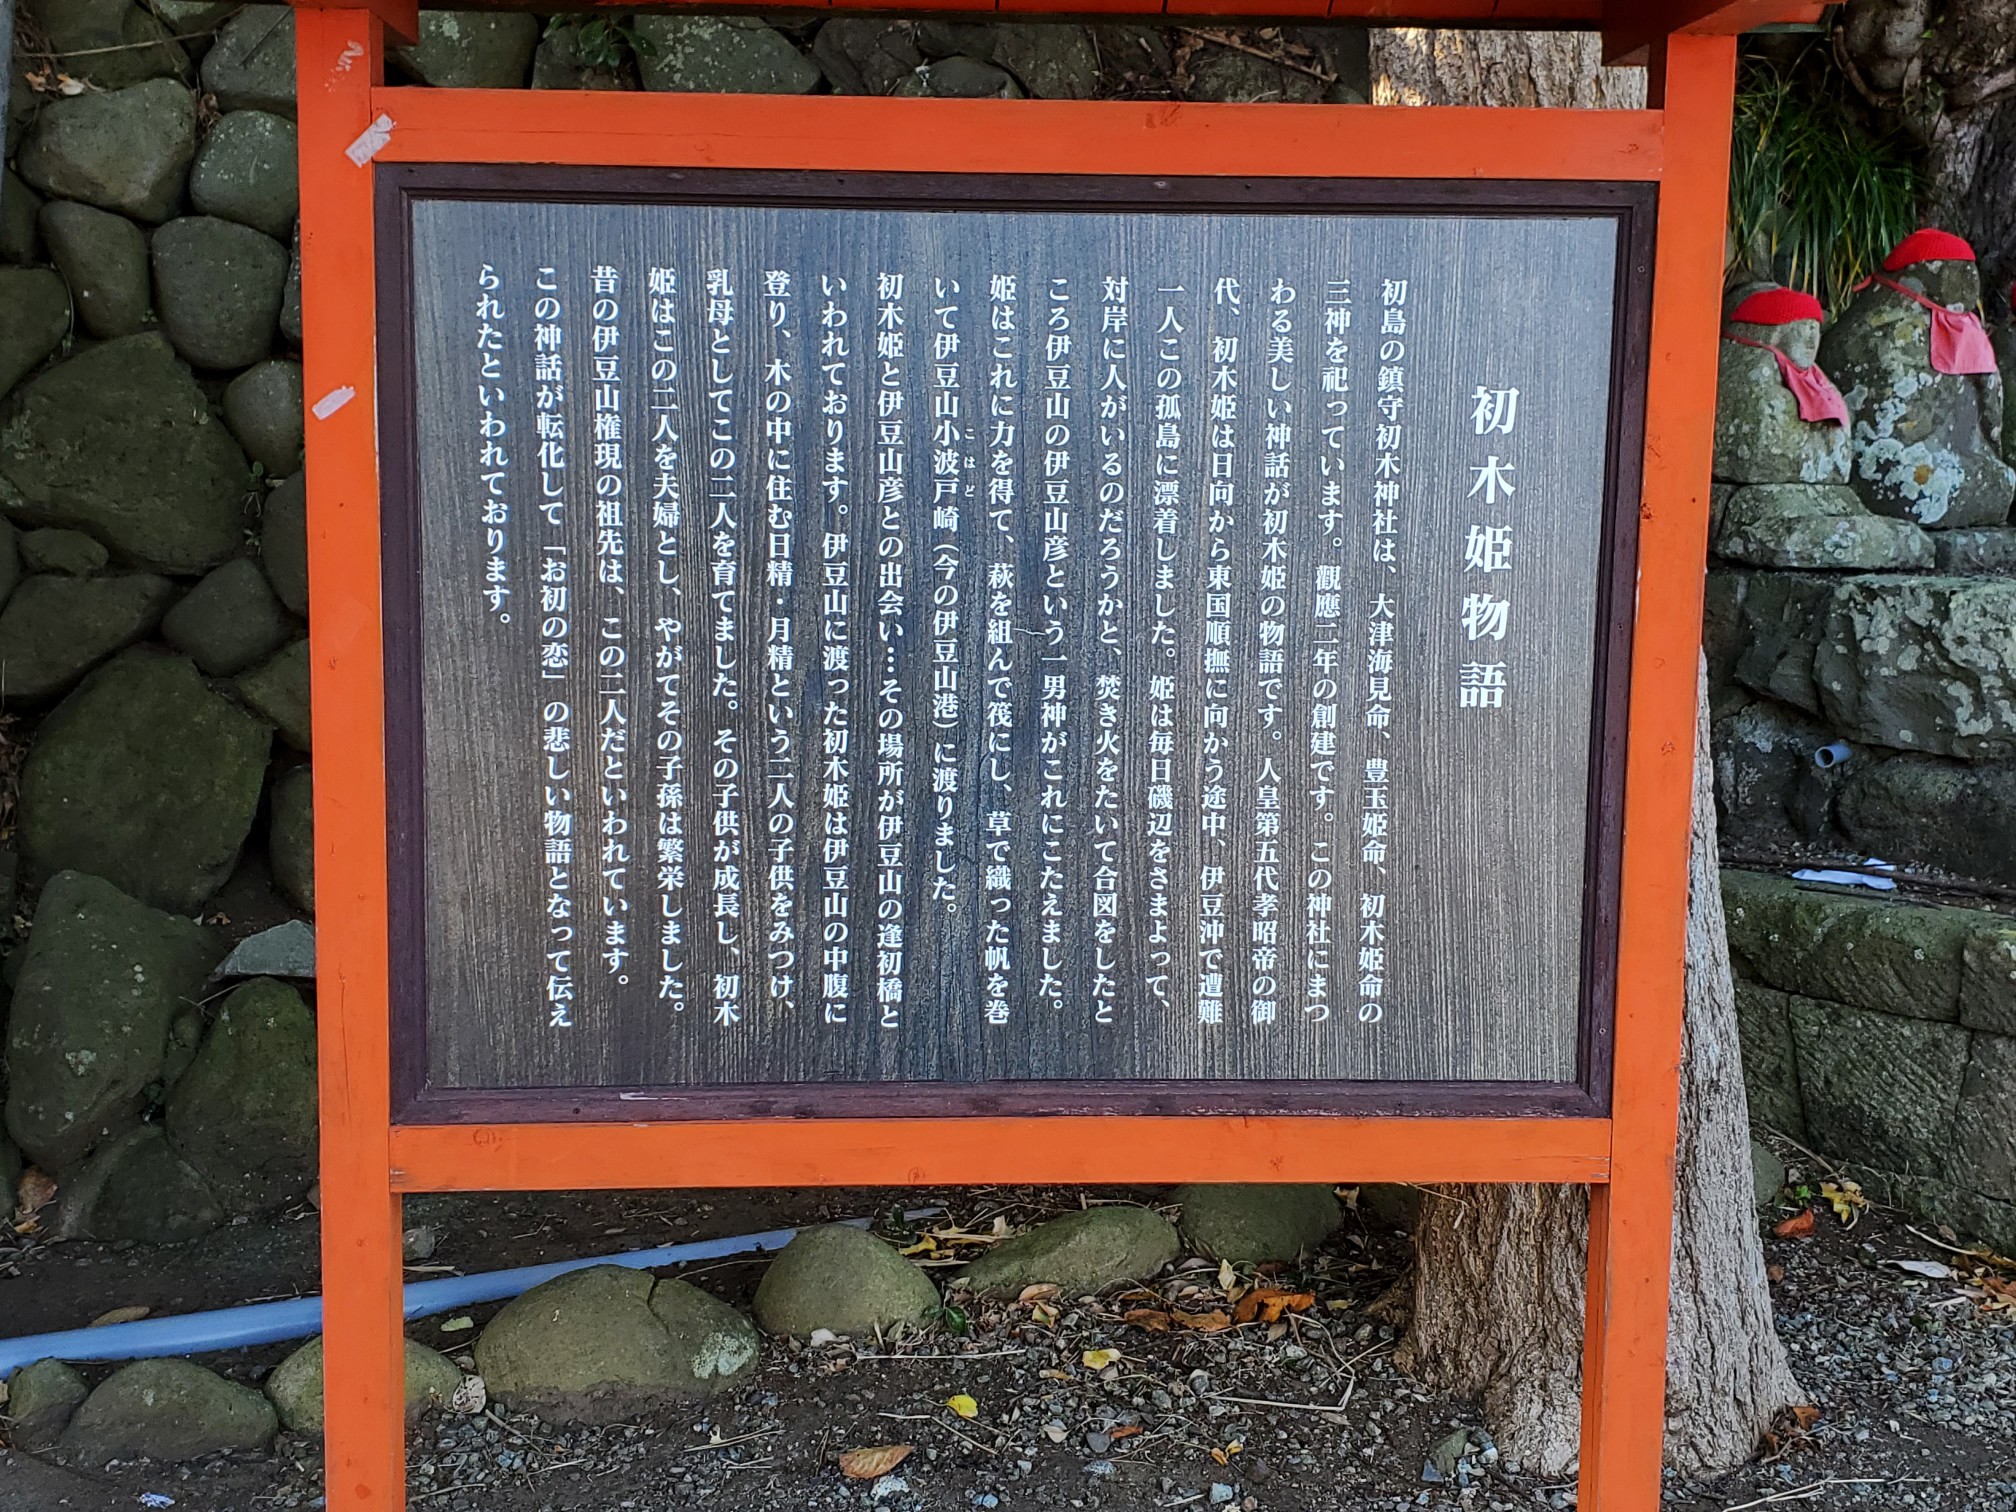 初木姫物語
初島の鎮守初木神社は、大津海見命、豊玉姫命、初木姫命の
三神を祀っています。觀應二年の創建です。この神社にまつ
わる美しい神話が初木姫の物語です。人皇第五代孝昭帝の御
代、初木姫は日向から東国順撫に向かう途中、伊豆沖で遭難
一人この孤島に漂着しました。姫は毎日磯辺をさまよって、
対岸に人がいるのだろうかと、焚き火をたいて合図をしたと
ころ伊豆山の伊豆山彦という一男神がこれにこたえました。
姫はこれに力を得て、萩を組んで筏にし、草で織った帆を巻
いて伊豆山小波戸崎（今の伊豆山港）に渡りました。
こはど
初木姫と伊豆山彦との出会い…その場所が伊豆山の逢初橋と
いわれております。伊豆山に渡った初木姫は伊豆山の中腹に
登り、木の中に住む日精・月精という二人の子供をみつけ、
乳母としてこの二人を育てました。その子供が成長し、初木
姫はこの二人を夫婦とし、やがてその子孫は繁栄しました。
昔の伊豆山権現の祖先は、この二人だといわれています。
この神話が転化して「お初の恋」の悲しい物語となって伝え
られたといわれております。